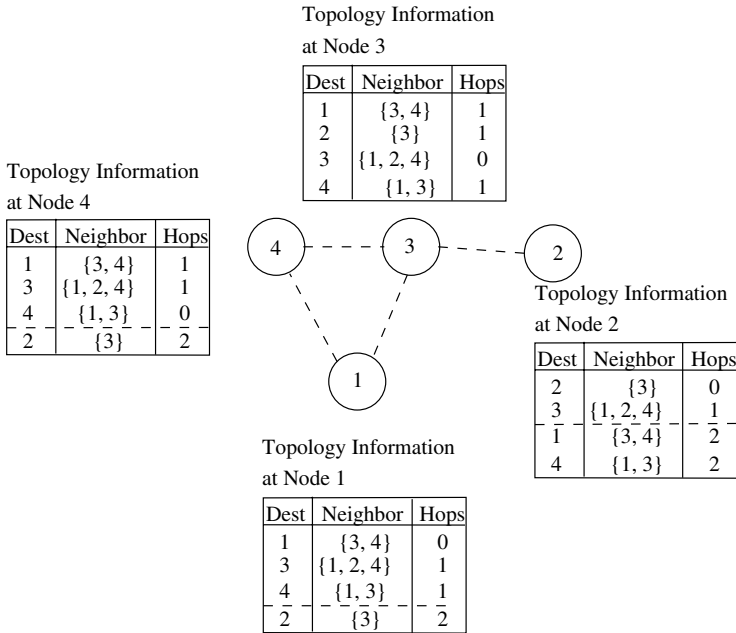 Topology Information
at Node 3
Dest Neighbor Hops
1 {3, 4} 1
2 {3} 1
3 {1, 2, 4} 0
4 {1, 3} 1
Topology Information
at Node 4
Dest Neighbor Hops
1 {3, 4} 1
3 {1, 2, 4} 1
4 {1, 3} 0
2 {3} 2
4
3
2
1
Topology Information
at Node 2
Dest Neighbor Hops
2 {3} 0
3 {1, 2, 4} 1
1 {3, 4} 2
4 {1, 3} 2
Topology Information
at Node 1
Dest Neighbor Hops
1 {3, 4} 0
3 {1, 2, 4} 1
4 {1, 3} 1
2 {3} 2